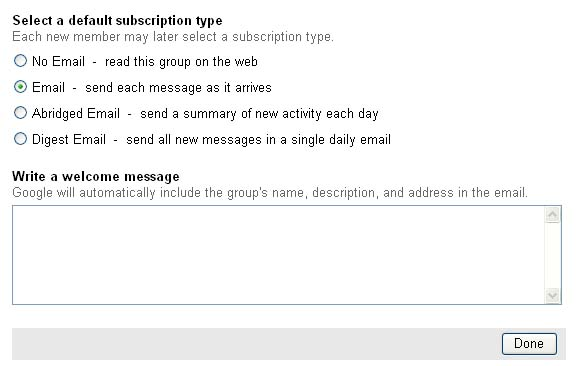 Select a default subscription type
Each new member may later select a subscription type.
No Email - read this group on the web
Email - send each message as it arrives
Abridged Email - send a summary of new activity each day
Digest Email - send all new messages in a single daily email
Write a welcome message
Google will automatically include the group's name, description, and address in the email.
Done